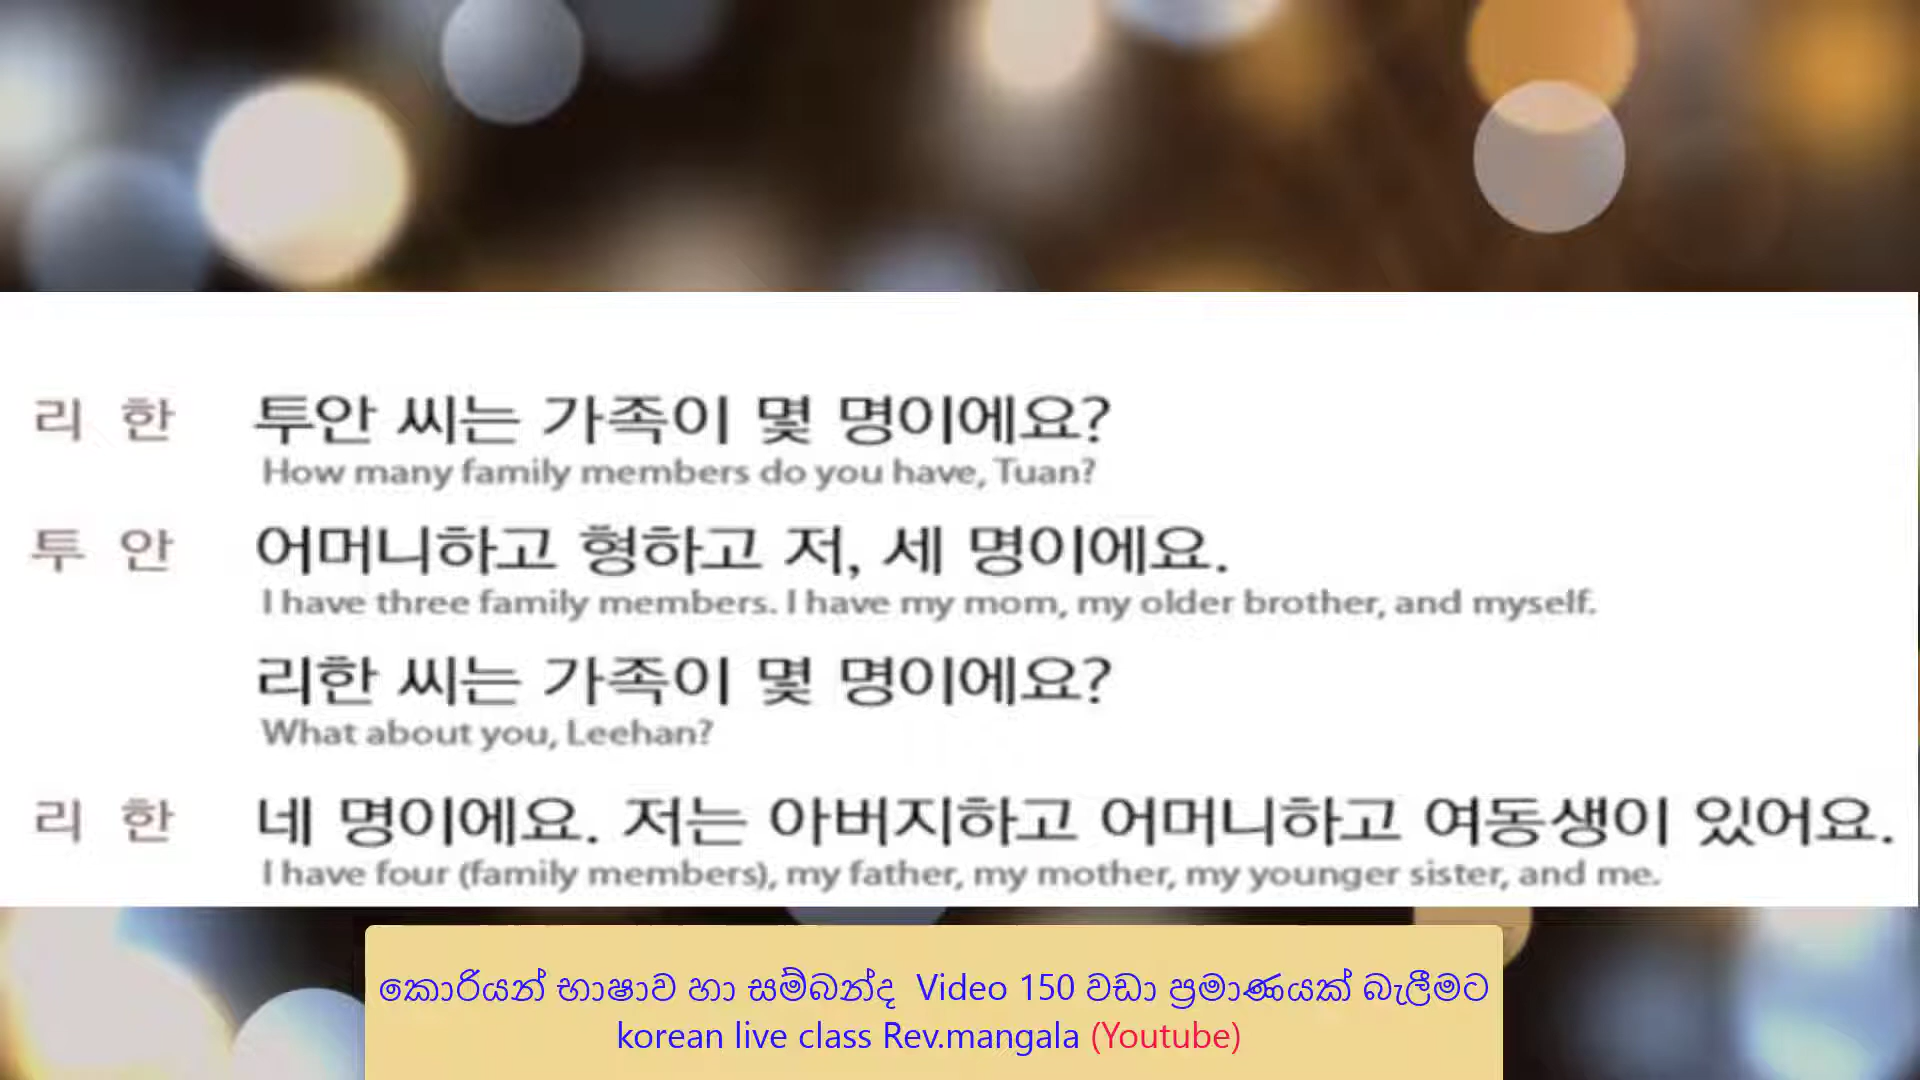 리 한 투안 씨는 가족이 몇 명이에요?
How many family members do you have, Tuan?
투 안 어머니하고 형하고 저, 세 명이에요.
I have three family members. I have my mom, my older brother, and myself.
리한 씨는 가족이 몇 명이에요?
What about you, Leehan?
리 한 네 명이에요. 저는 아버지하고 어머니하고 여동생이 있어요.
I have four (family members), my father, my mother, my younger sister, and me.
කොරියන් භාෂාව හා සම්බන්ද Video 150 වඩා ප්‍රමාණයක් බැලීමට
korean live class Rev.mangala (Youtube)